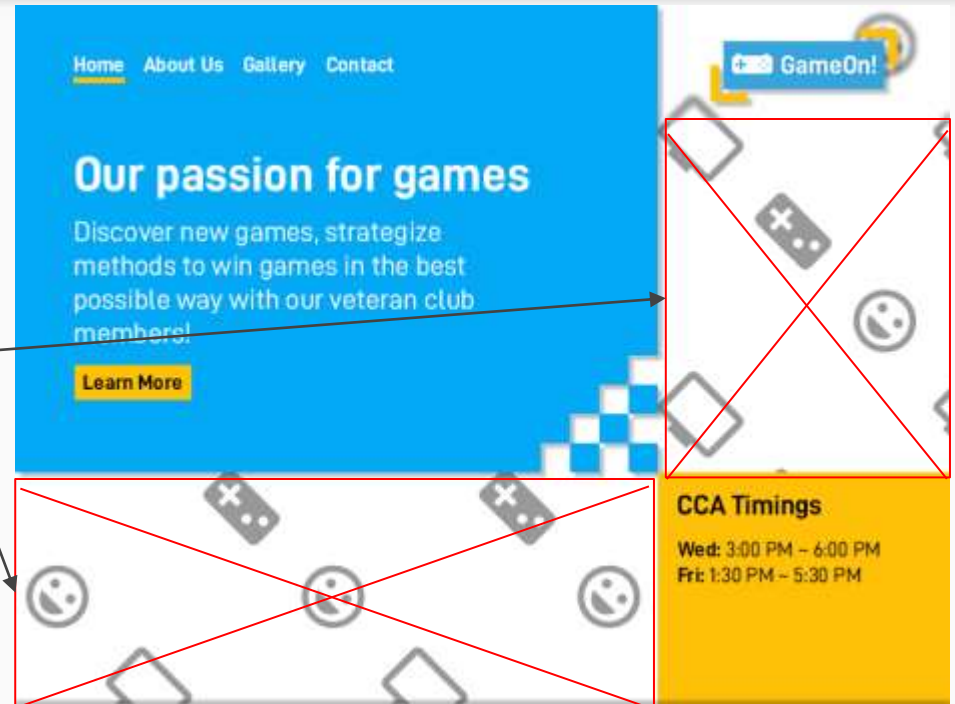 Home About Us Gallery Contact
GameOn!
Our passion for games
Discover new games, strategize
methods to win games in the best
possible way with our veteran club
members!
Learn More
CCA Timings
Wed: 3:00 PM – 6:00 PM
Fri: 1:30 PM – 5:30 PM